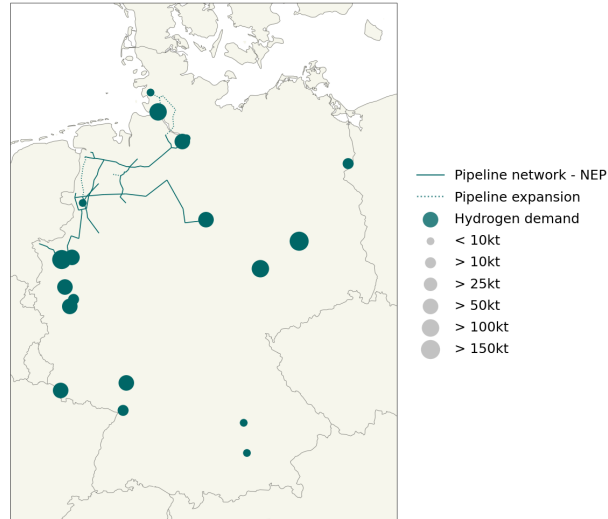 Pipeline network - NEP
Pipeline expansion
Hydrogen demand
< 10kt
> 10kt
> 25kt
> 50kt
> 100kt
> 150kt